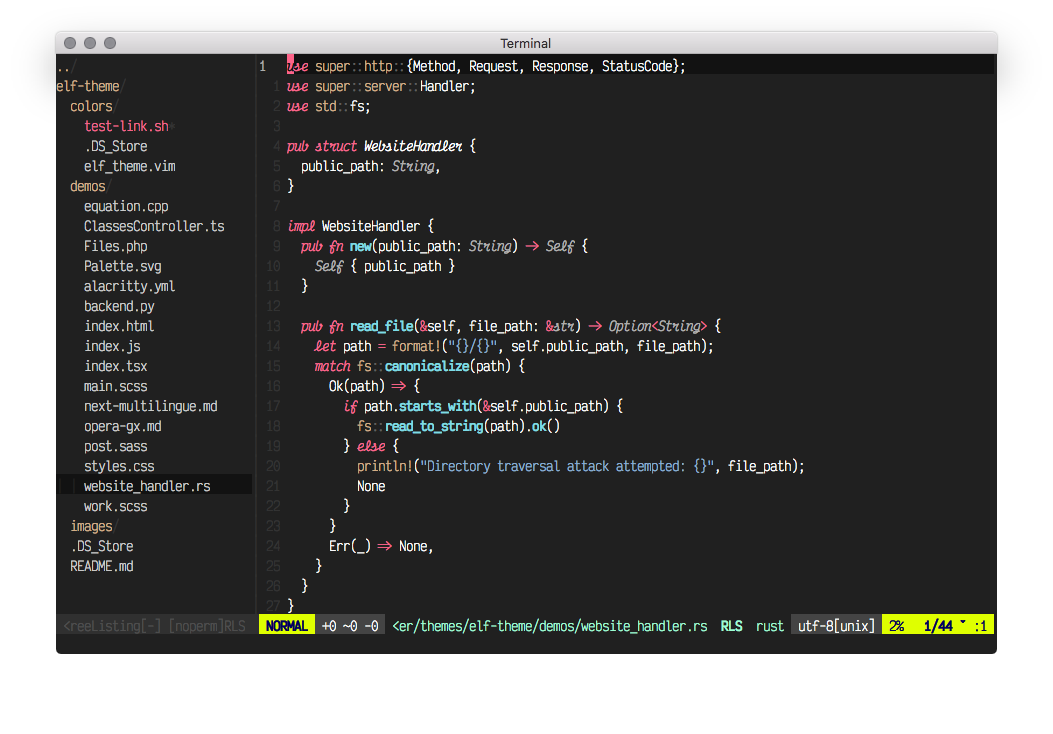 Terminal
../
elf-theme/
colors/
test-link.sh*
.DS_Store
elf_theme.vim
demos/
equation.cpp
ClassesController.ts
Files.php
Palette.svg
alacritty.yml
backend.py
index.html
index.js
index.tsx
main.scss
next-multilingue.md
opera-gx.md
post.sass
styles.css
website_handler.rs
work.scss
images/
.DS_Store
README.md
<reeListing[-] [noperm]RLS
1 use super::http::{Method, Request, Response, StatusCode};
1 use super::server::Handler;
2 use std::fs;
3
4 pub struct WebsiteHandler {
5 public_path: String,
6 }
7
8 impl WebsiteHandler {
9 pub fn new(public_path: String) -> Self {
10 Self { public_path }
11 }
12
13 pub fn read_file(&self, file_path: &str) -> Option<String> {
14 let path = format!("{}/{}", self.public_path, file_path);
15 match fs::canonicalize(path) {
16 Ok(path) => {
17 if path.starts_with(&self.public_path) {
18 fs::read_to_string(path).ok()
19 } else {
20 println!("Directory traversal attack attempted: {}", file_path);
21 None
22 }
23 }
24 Err(_) => None,
25 }
26 }
27 }
NORMAL +0 ~0 -0 <er/themes/elf-theme/demos/website_handler.rs RLS rust utf-8[unix] 2% 1/44 :1